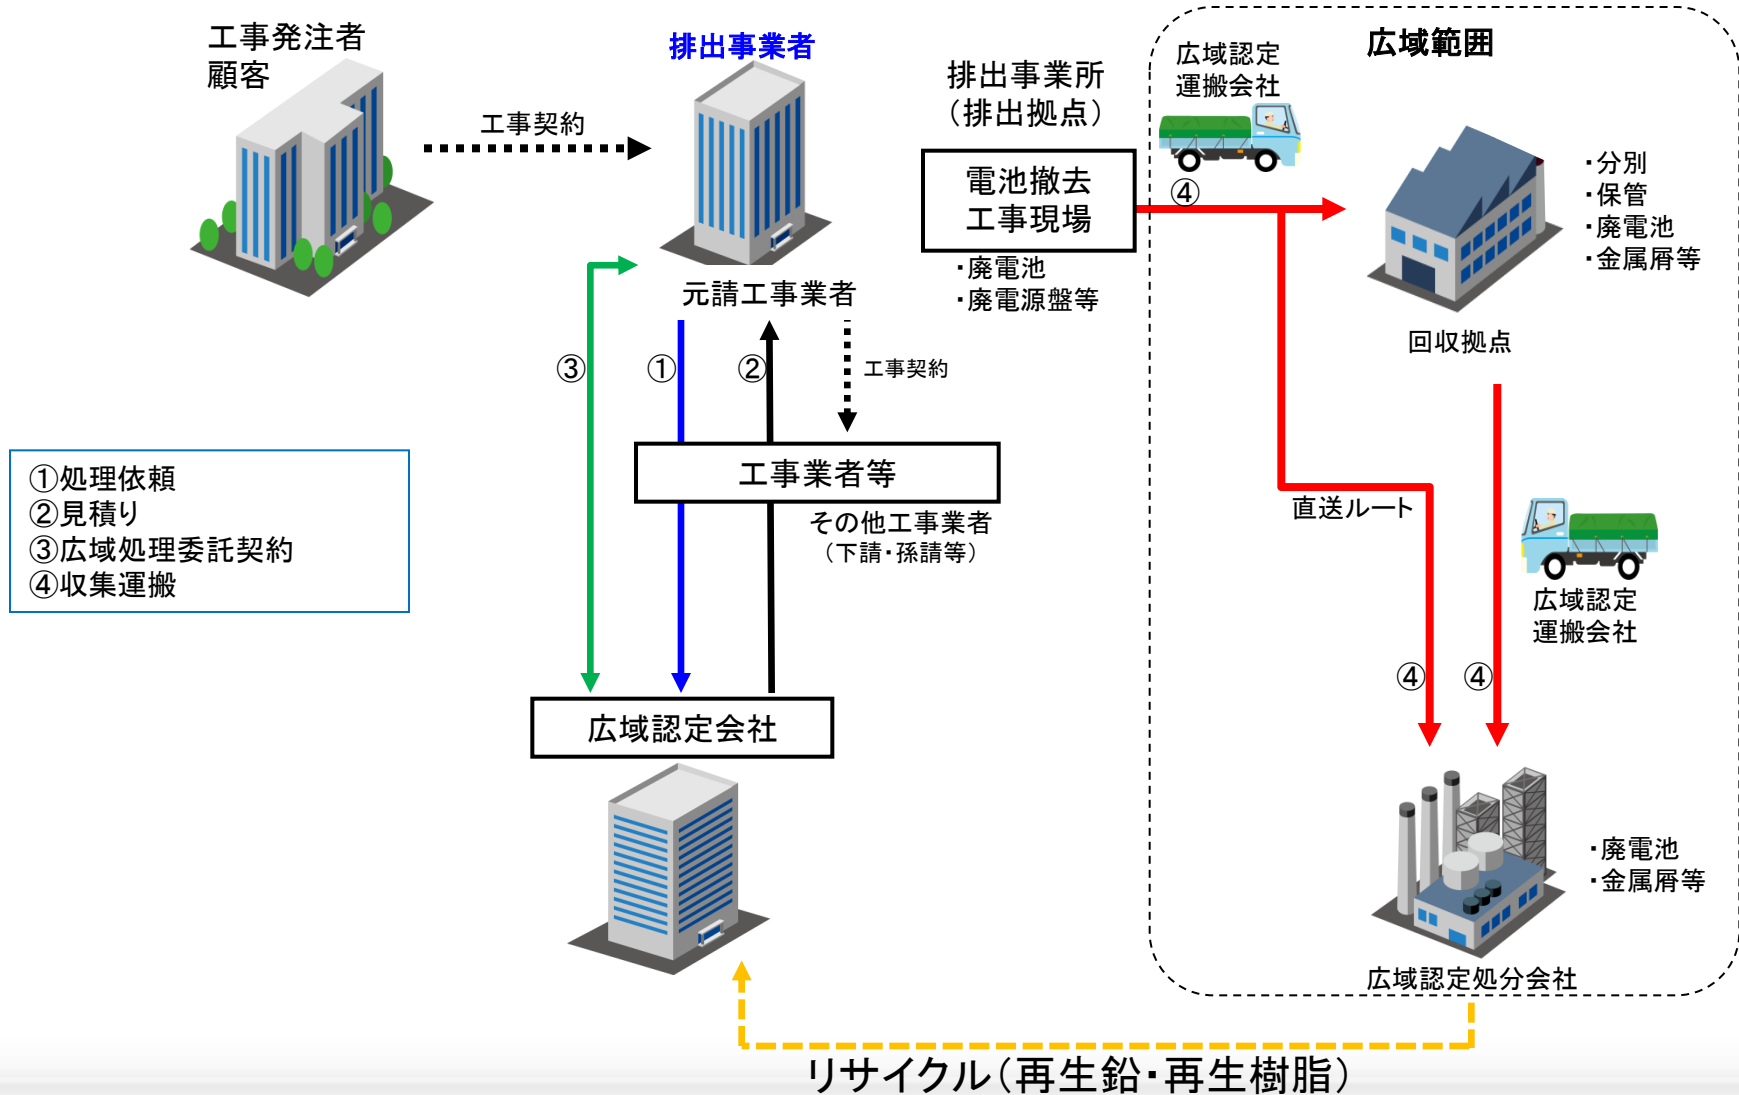 工事発注者
顧客
工事契約
排出事業者
元請工事業者
排出事業所
（排出拠点）
電池撤去
工事現場
・廃電池
・廃電源盤等
広域範囲
広域認定
運搬会社
④
・分別
・保管
・廃電池
・金属屑等
回収拠点
③
①
②
工事契約
工事業者等
その他工事業者
（下請・孫請等）
①処理依頼
②見積り
③広域処理委託契約
④収集運搬
直送ルート
広域認定
運搬会社
④
④
広域認定会社
・廃電池
・金属屑等
広域認定処分会社
リサイクル（再生鉛・再生樹脂）